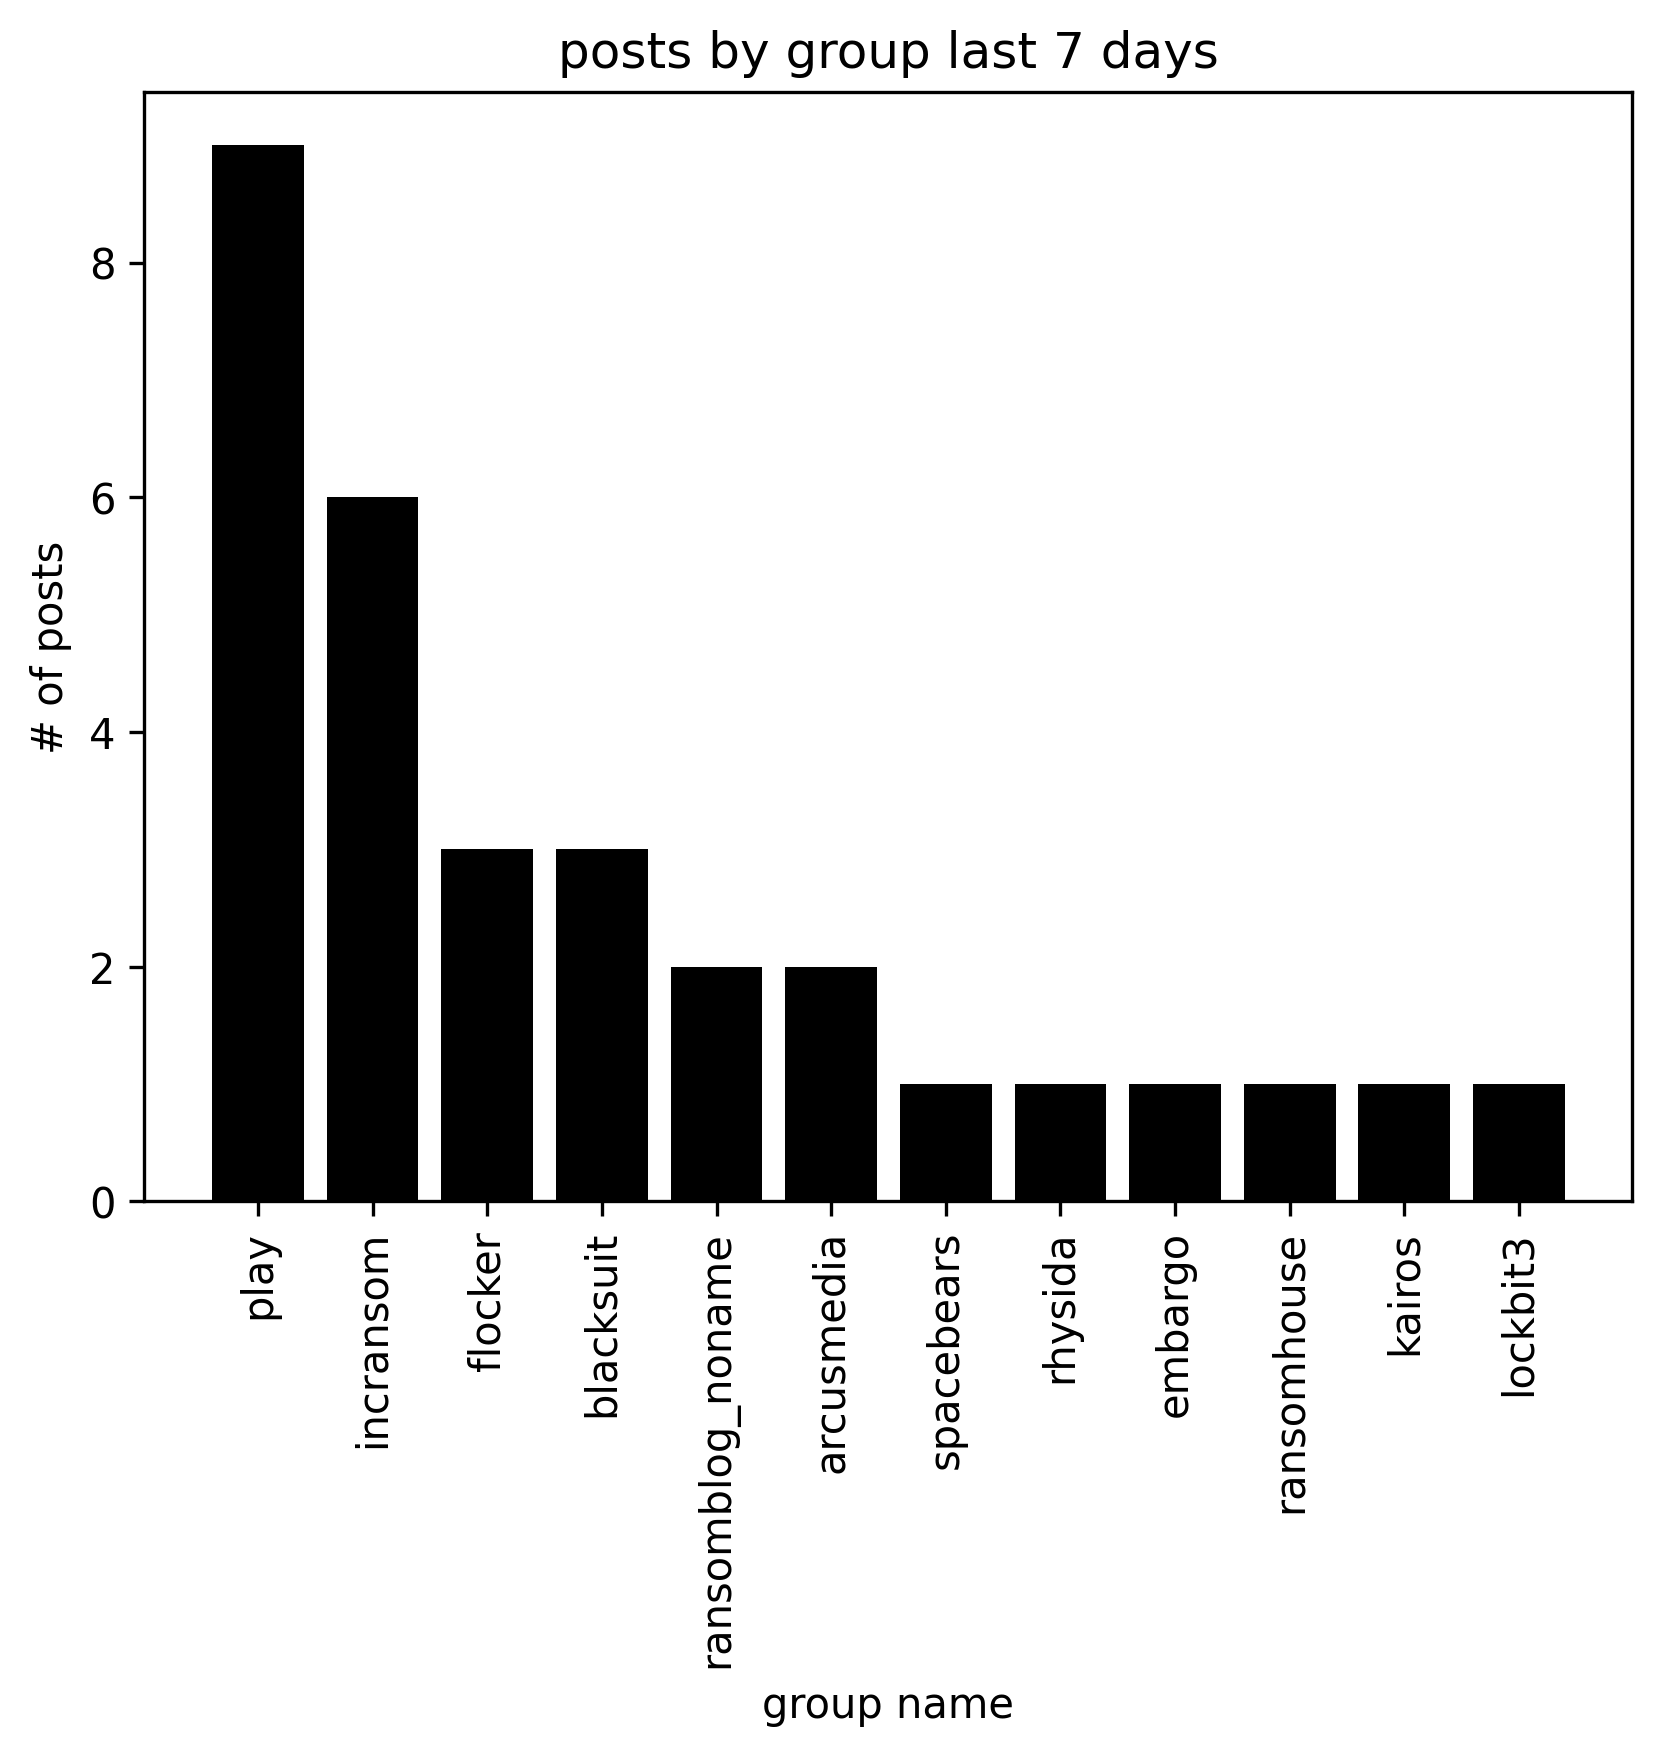 posts by group last 7 days
# of posts
8
6
4
2
0
play
incransom
flocker
blacksuit
ransomblog_noname
arcusmedia
spacebears
rhysida
embargo
ransomhouse
kairos
lockbit3
group name